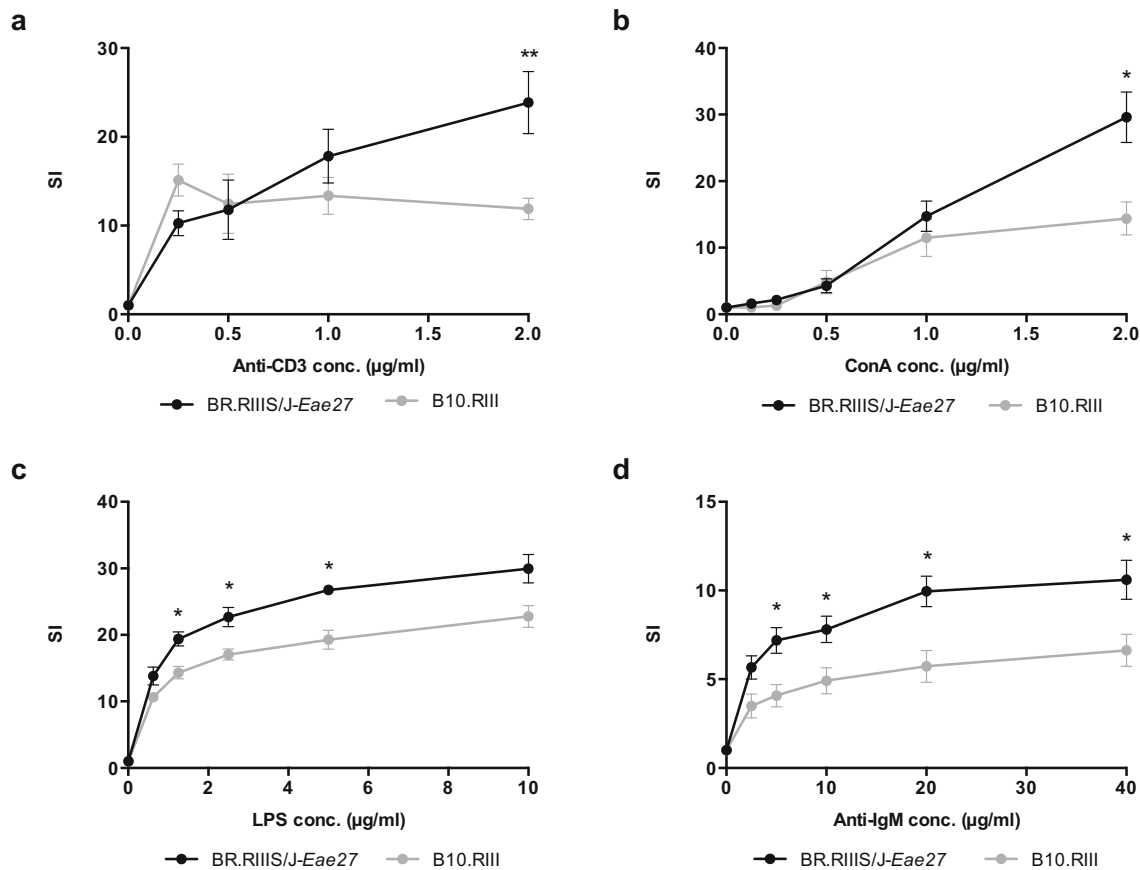 a
30
20
10
0
SI
**
0.0 0.5 1.0 1.5 2.0
Anti-CD3 conc. (µg/ml)
BR.RIIIS/J-Eae27 B10.RIII
b
40
30
20
10
0
SI
*
0.0 0.5 1.0 1.5 2.0
ConA conc. (µg/ml)
BR.RIIIS/J-Eae27 B10.RIII
c
40
30
20
10
0
SI
* * *
0 2 4 6 8 10
LPS conc. (µg/ml)
BR.RIIIS/J-Eae27 B10.RIII
d
15
10
5
0
SI
* * * *
0 10 20 30 40
Anti-IgM conc. (µg/ml)
BR.RIIIS/J-Eae27 B10.RIII